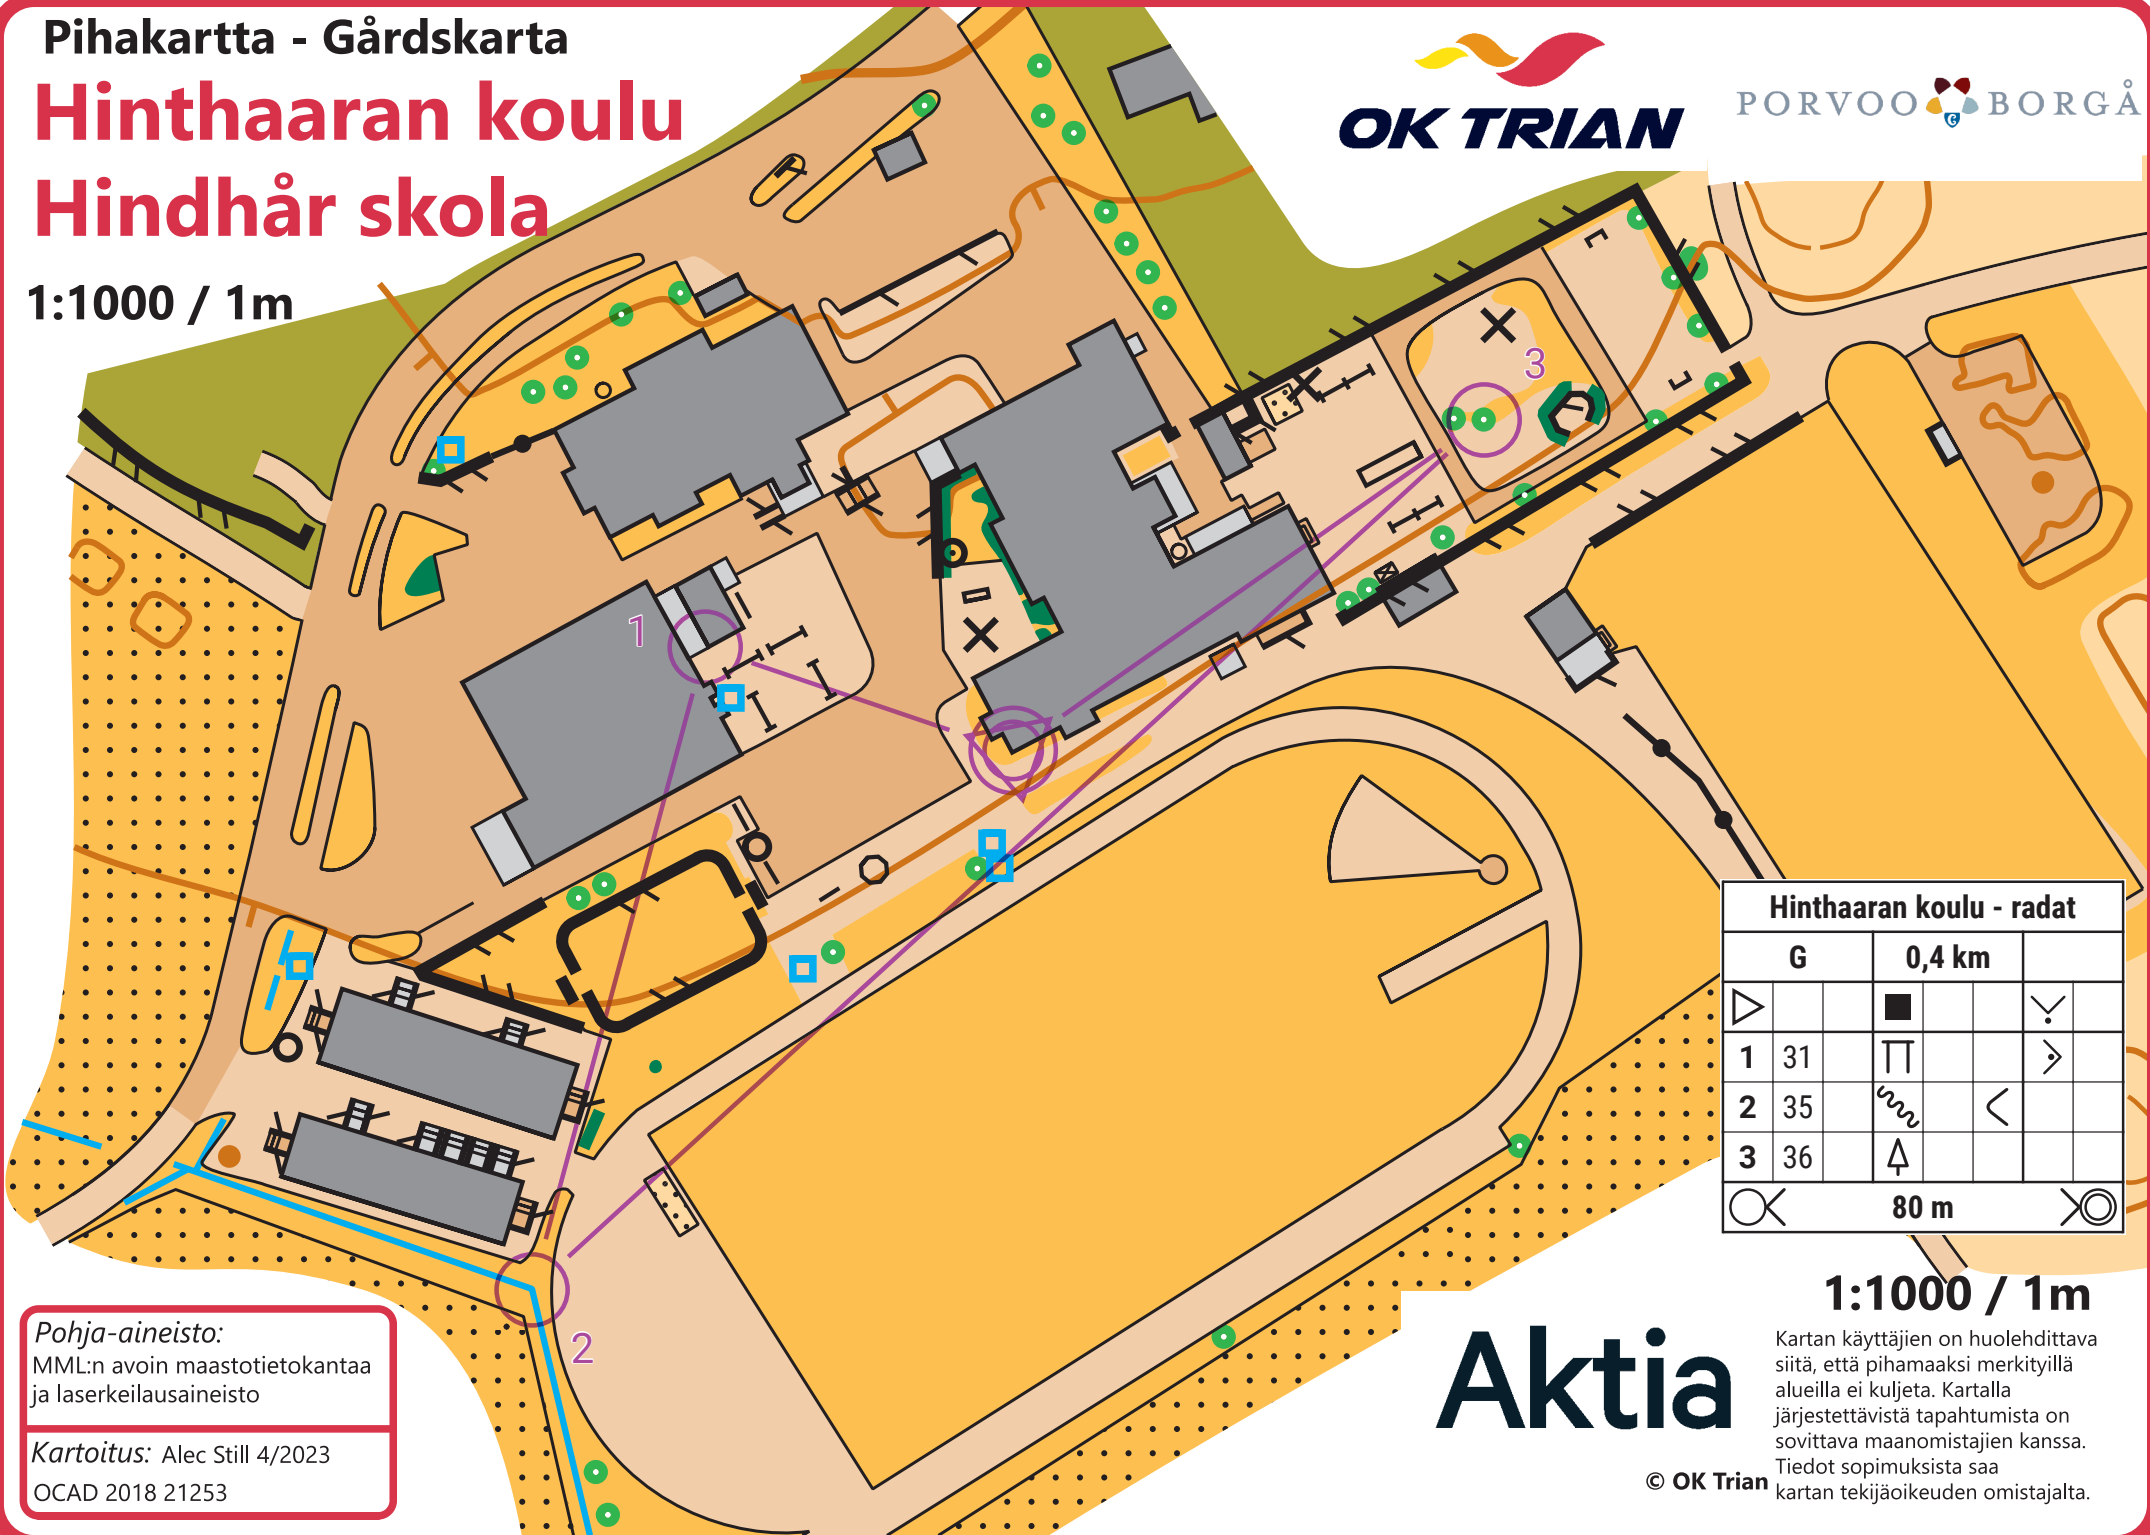 Pihakartta - Gårdskarta
Hinthaaran koulu
Hindhår skola
1:1000 / 1m
OK TRIAN
PORVOO BORGÅ
1
2
3
Hinthaaran koulu - radat
G 0,4 km
1 31
2 35
3 36
80 m
1:1000 / 1m
Pohja-aineisto:
MML:n avoin maastotietokantaa
ja laserkeilausaineisto
Kartoitus: Alec Still 4/2023
OCAD 2018 21253
Aktia
© OK Trian
Kartan käyttäjien on huolehdittava
siitä, että pihamaaksi merkityillä
alueilla ei kuljeta. Kartalla
järjestettävistä tapahtumista on
sovittava maanomistajien kanssa.
Tiedot sopimuksista saa
kartan tekijäoikeuden omistajalta.